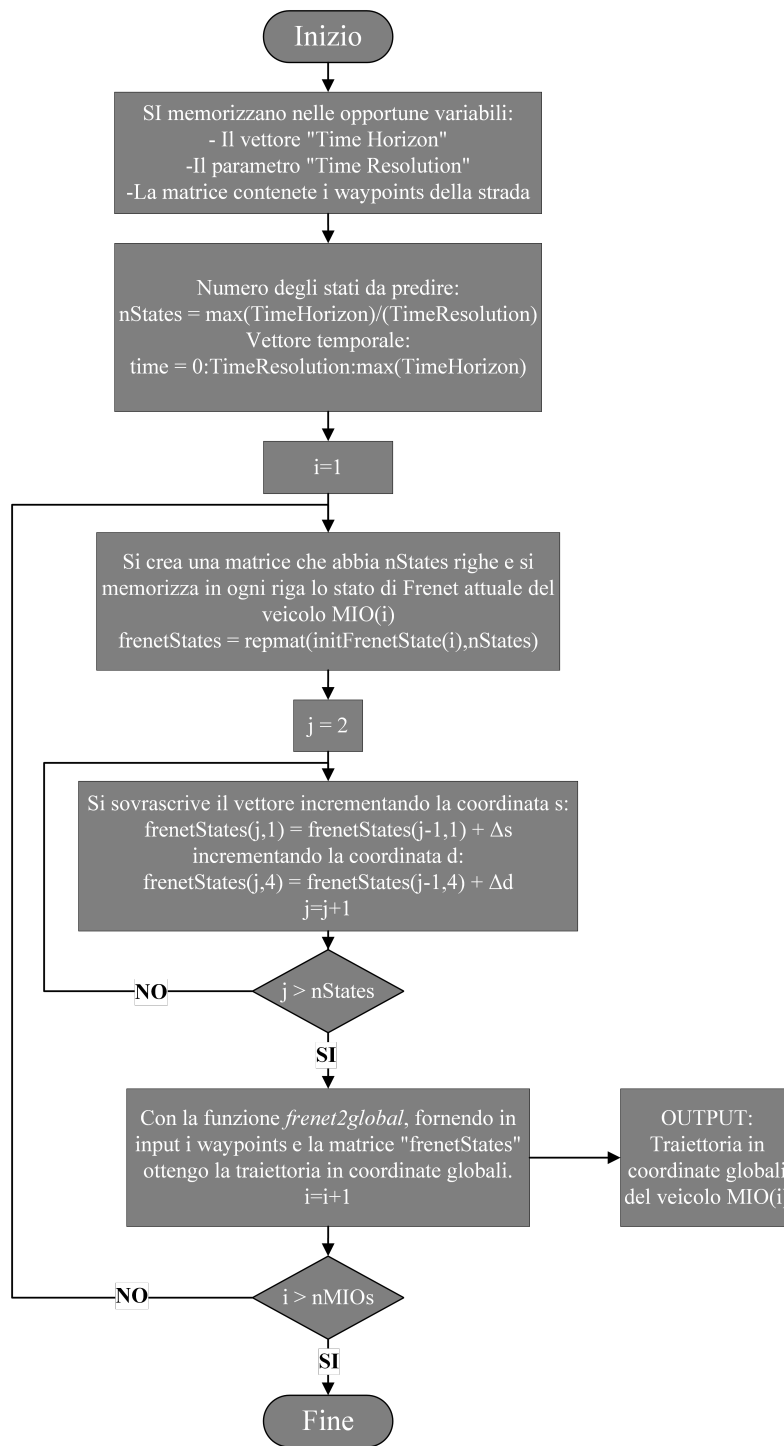 Inizio
SI memorizzano nelle opportune variabili:
- Il vettore "Time Horizon"
-Il parametro "Time Resolution"
-La matrice contenete i waypoints della strada
Numero degli stati da predire:
nStates = max(TimeHorizon)/(TimeResolution)
Vettore temporale:
time = 0:TimeResolution:max(TimeHorizon)
i=1
Si crea una matrice che abbia nStates righe e si
memorizza in ogni riga lo stato di Frenet attuale del
veicolo MIO(i)
frenetStates = repmat(initFrenetState(i),nStates)
j = 2
Si sovrascrive il vettore incrementando la coordinata s:
frenetStates(j,1) = frenetStates(j-1,1) + Δs
incrementando la coordinata d:
frenetStates(j,4) = frenetStates(j-1,4) + Δd
j=j+1
j > nStates
NO
SI
Con la funzione frenet2global, fornendo in
input i waypoints e la matrice "frenetStates"
ottengo la traiettoria in coordinate globali.
i=i+1
OUTPUT:
Traiettoria in
coordinate globali
del veicolo MIO(i)
i > nMIOs
NO
SI
Fine